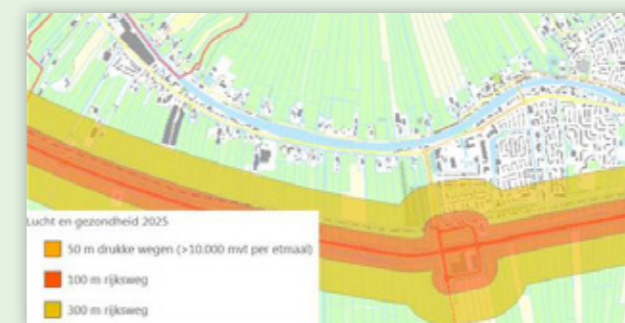 Lucht en gezondheid 2025
50 m drukke wegen (>10.000 mvt per etmaal)
100 m rijksweg
300 m rijksweg